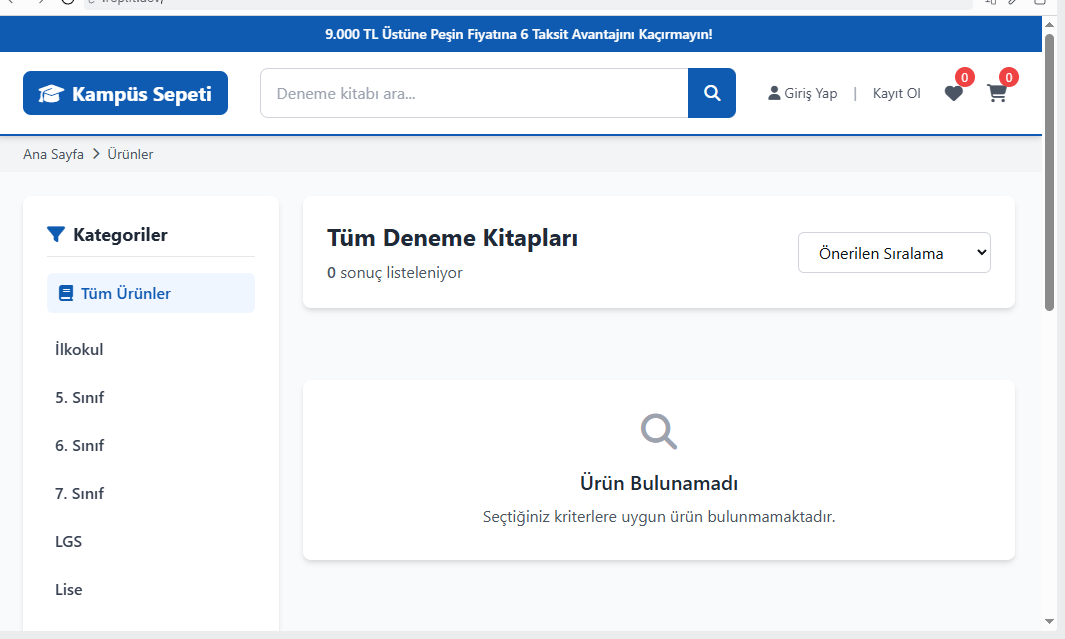 9.000 TL Üstüne Peşin Fiyatına 6 Taksit Avantajını Kaçırmayın!
Kampüs Sepeti
Deneme kitabı ara...
Giriş Yap | Kayıt Ol
0
0
Ana Sayfa > Ürünler
Kategoriler
Tüm Ürünler
İlkokul
5. Sınıf
6. Sınıf
7. Sınıf
LGS
Lise
Tüm Deneme Kitapları
0 sonuç listeleniyor
Önerilen Sıralama
Ürün Bulunamadı
Seçtiğiniz kriterlere uygun ürün bulunmamaktadır.